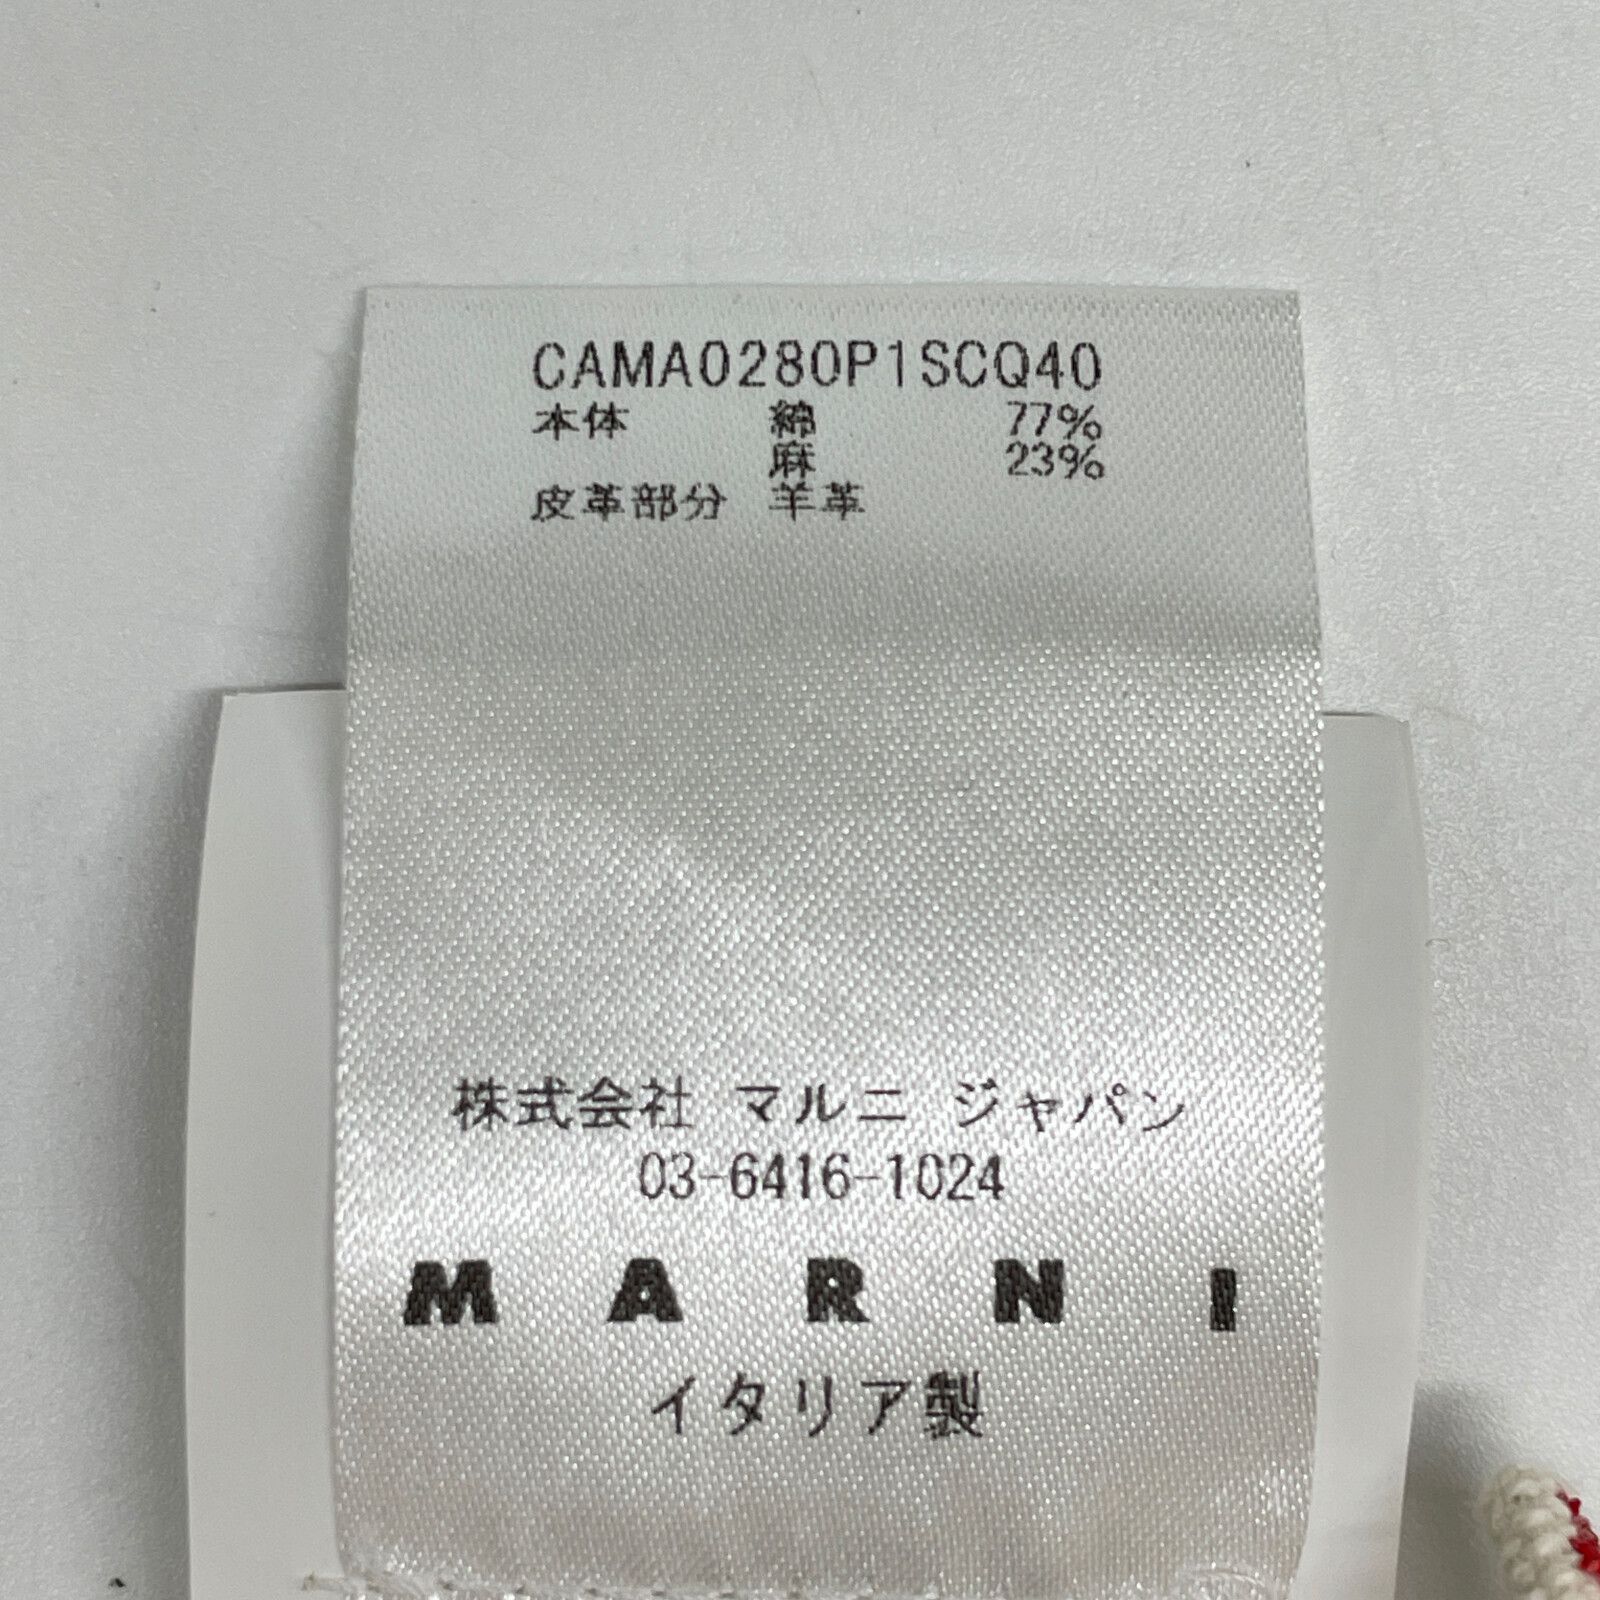 CAMA0280P1SCQ40
本体 綿 77%
麻 23%
皮革部分 羊革
株式会社 マルニ ジャパン
03-6416-1024
MARNI
イタリア製